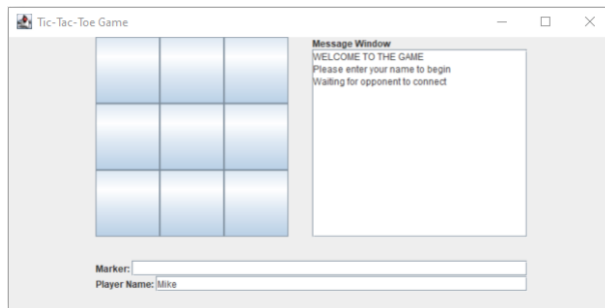 Tic-Tac-Toe Game
Message Window
WELCOME TO THE GAME
Please enter your name to begin
Waiting for opponent to connect
Marker:
Player Name: Mike